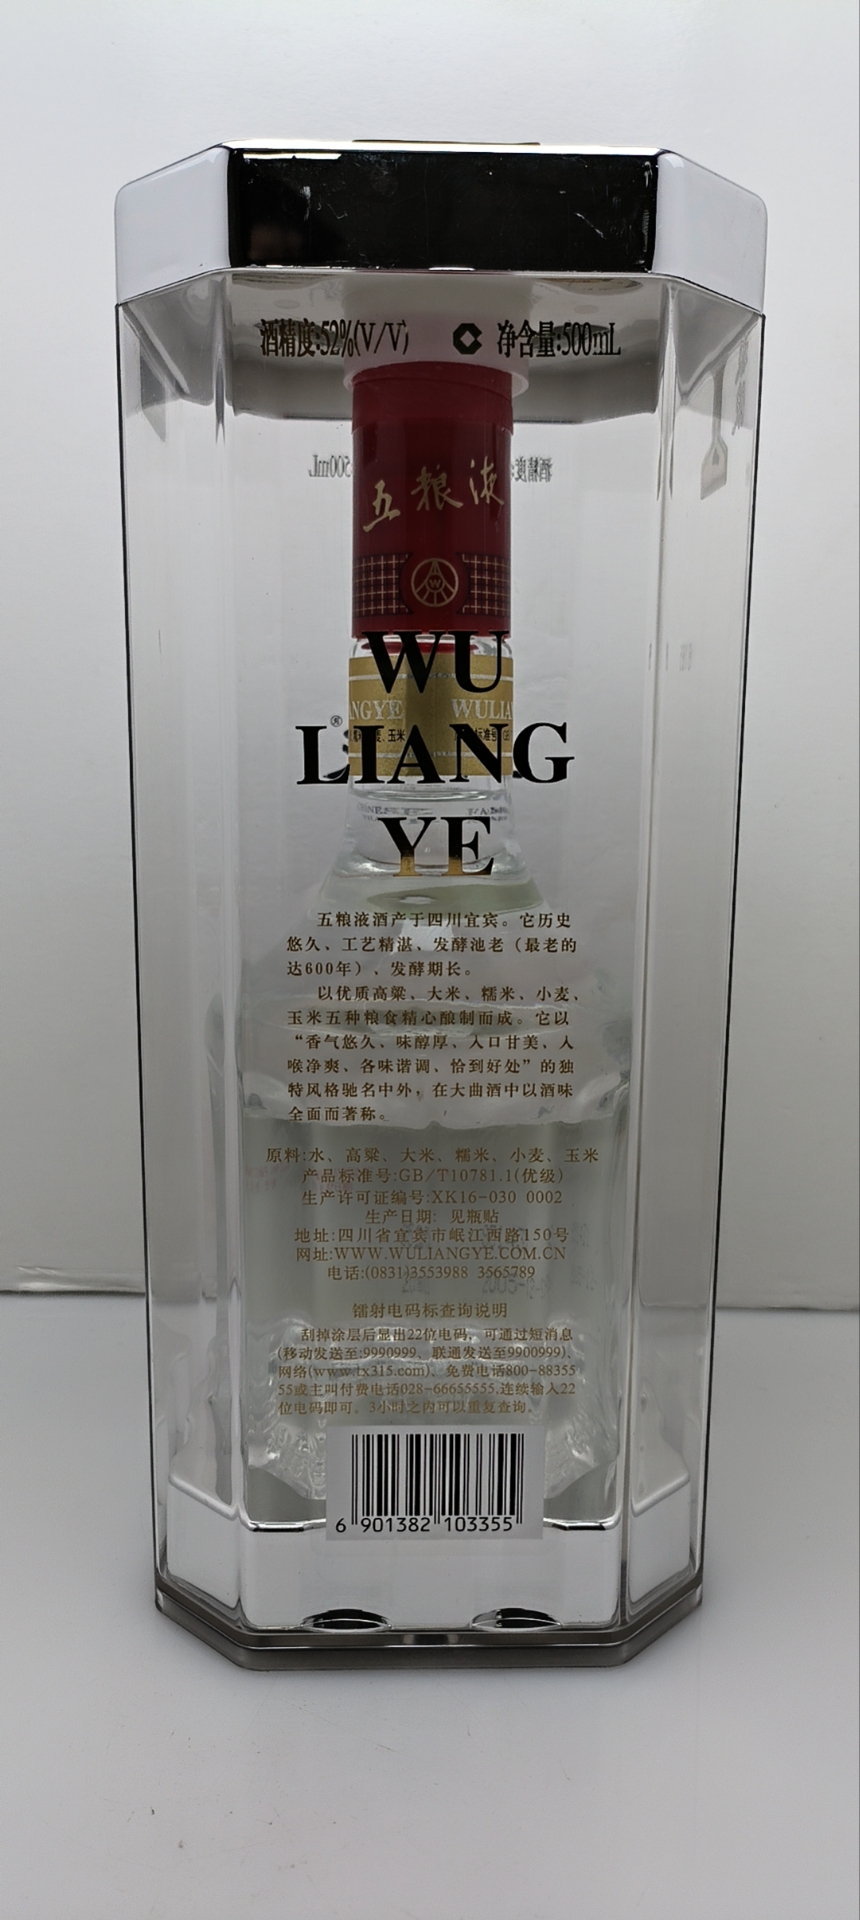 酒精度:52%(V/V) 净含量:500mL
五粮液
W
WU
NGYE WULIA
®
LIANG
YE
五粮液酒产于四川宜宾。它历史
悠久、工艺精湛、发酵池老（最老的
达600年）、发酵期长。
以优质高粱、大米、糯米、小麦、
玉米五种粮食精心酿制而成。它以
“香气悠久、味醇厚、入口甘美、入
喉净爽、各味谐调、恰到好处”的独
特风格驰名中外，在大曲酒中以酒味
全面而著称。
原料:水、高粱、大米、糯米、小麦、玉米
产品标准号:GB/T10781.1(优级)
生产许可证编号:XK16-030 0002
生产日期: 见瓶贴
地址:四川省宜宾市岷江西路150号
网址:WWW.WULIANGYE.COM.CN
电话:(0831)3553988 3565789
镭射电码标查询说明
刮掉涂层后显出22位电码，可通过短消息
(移动发送至:9990999、联通发送至9900999)、
网络(www.tx315.com)、免费电话800-88355
55或主叫付费电话028-66655555.连续输入22
位电码即可。3小时之内可以重复查询。
6 901382 103355